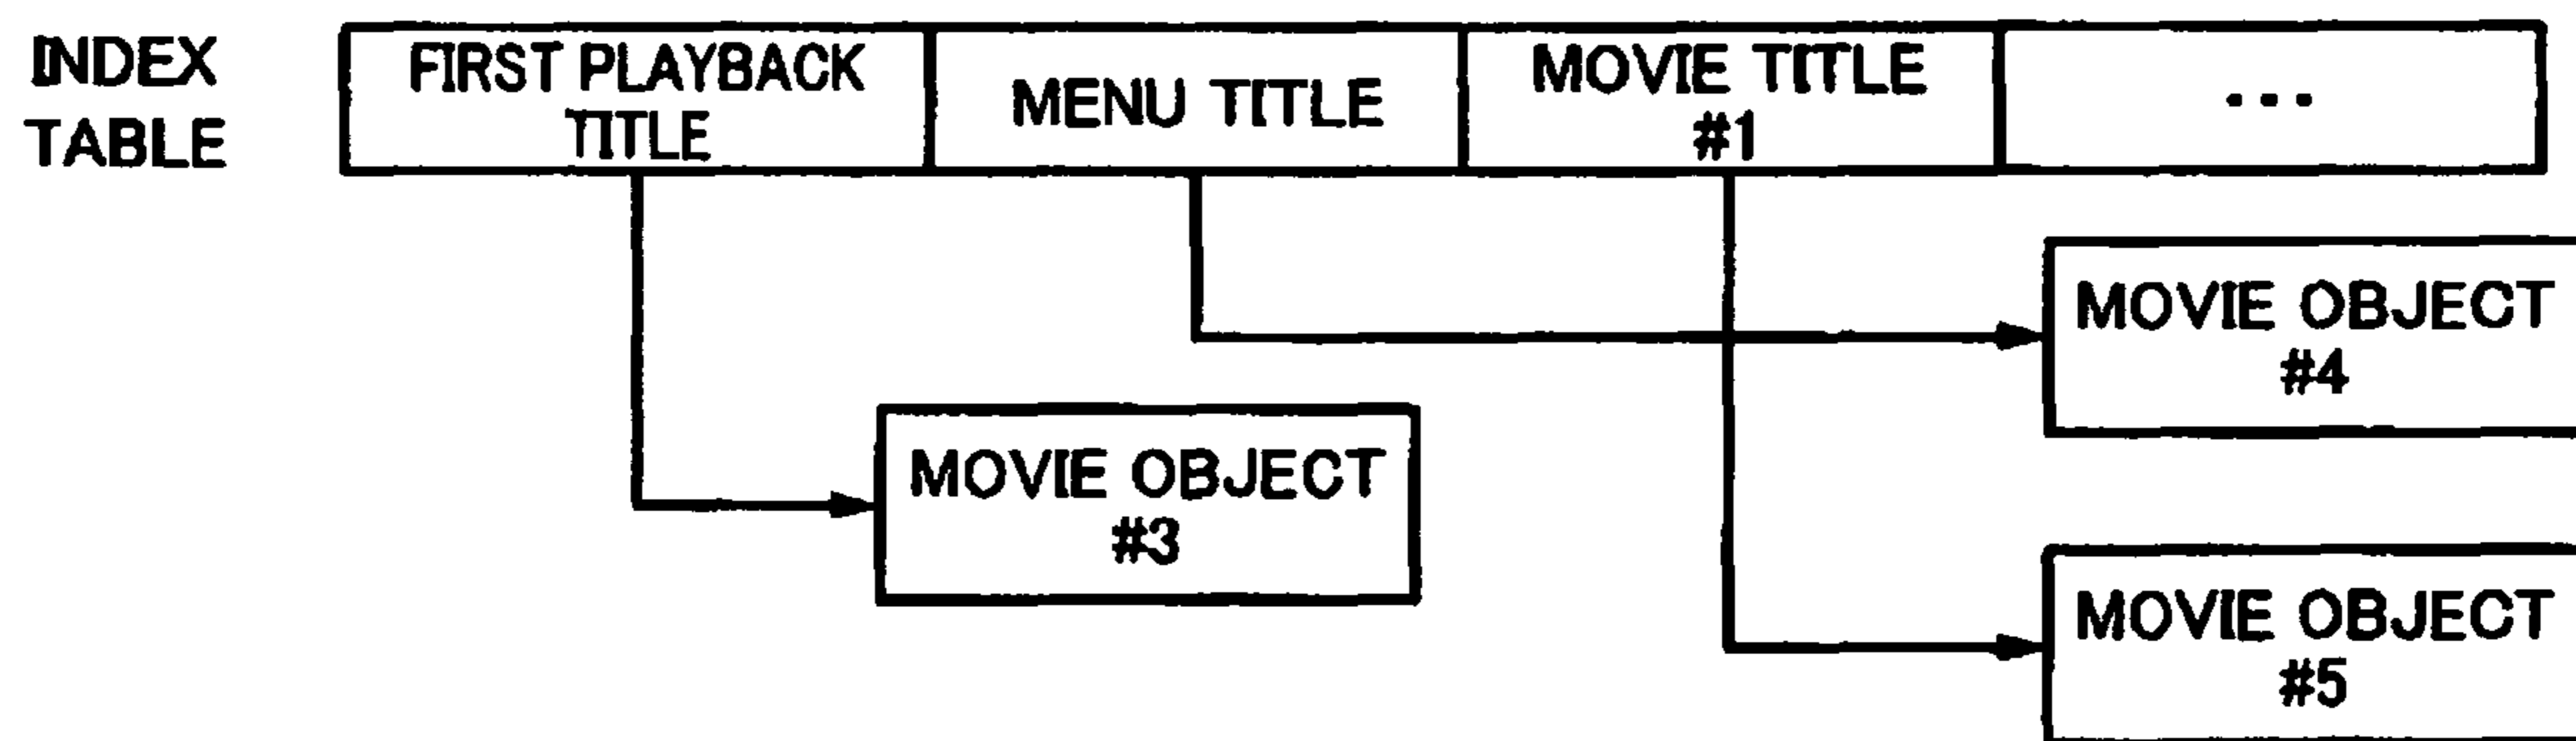 INDEX
TABLE
FIRST PLAYBACK
TITLE
MENU TITLE
MOVIE TITLE
#1
...
MOVIE OBJECT
#4
MOVIE OBJECT
#3
MOVIE OBJECT
#5